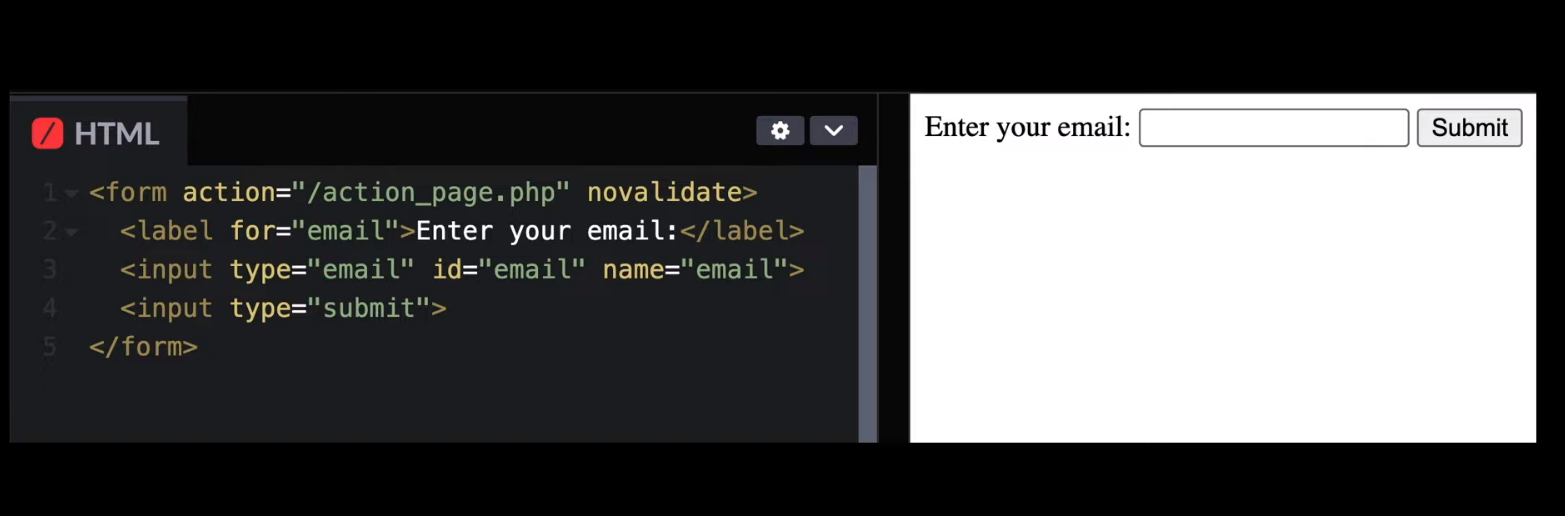 HTML
1 <form action="/action_page.php" novalidate>
2   <label for="email">Enter your email:</label>
3   <input type="email" id="email" name="email">
4   <input type="submit">
5 </form>
Enter your email: Submit